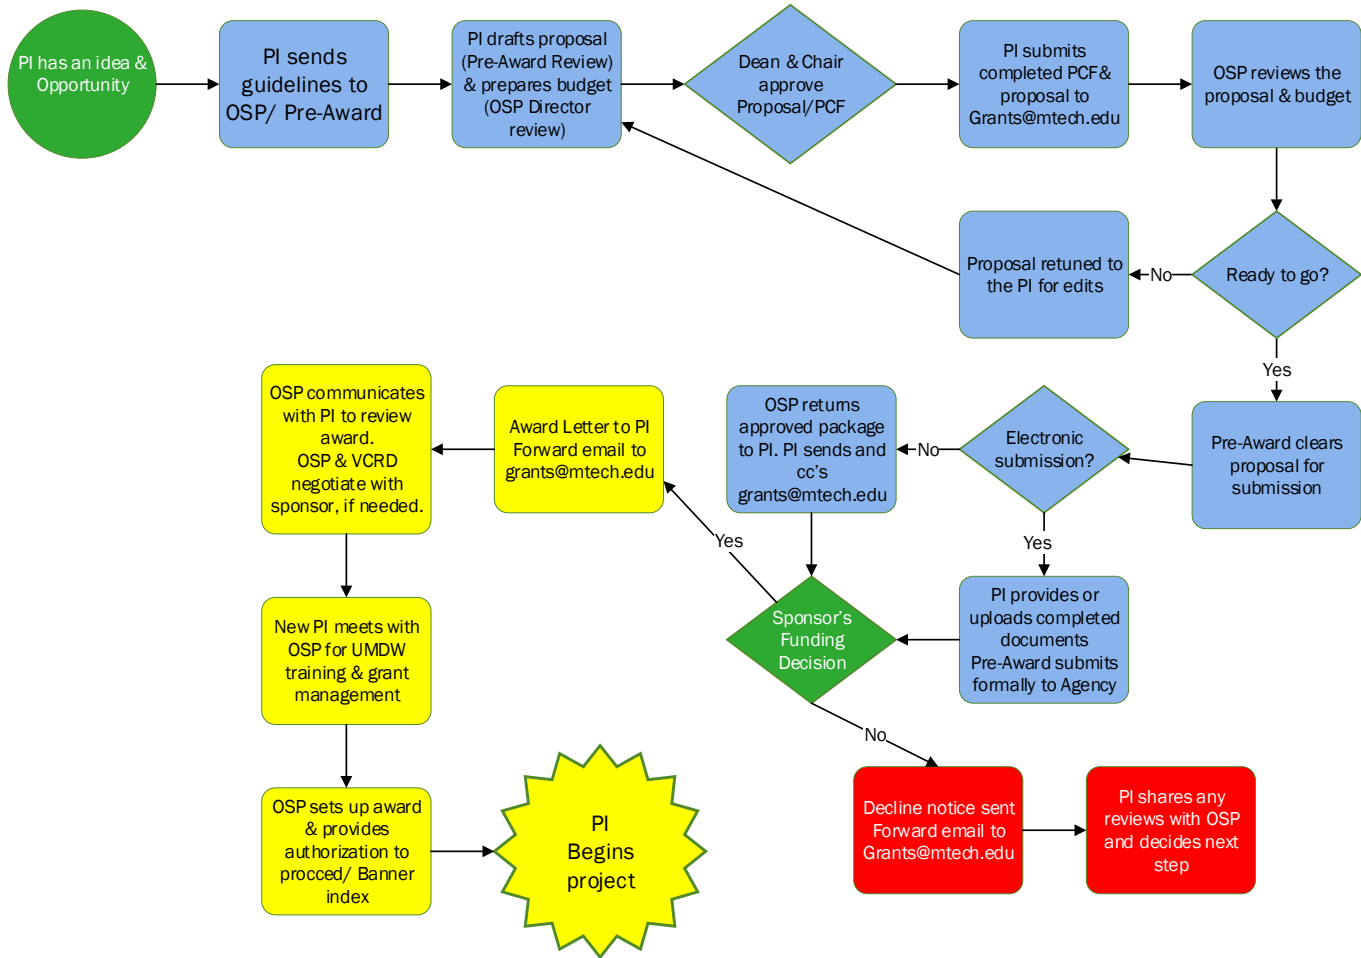 PI has an idea &
Opportunity
PI sends
guidelines to
OSP/ Pre-Award
PI drafts proposal
(Pre-Award Review)
& prepares budget
(OSP Director
review)
Dean & Chair
approve
Proposal/PCF
PI submits
completed PCF&
proposal to
Grants@mtech.edu
OSP reviews the
proposal & budget
Ready to go?
No
Proposal retuned to
the PI for edits
Yes
Pre-Award clears
proposal for
submission
Electronic
submission?
No
OSP returns
approved package
to PI. PI sends and
cc's
grants@mtech.edu
Yes
PI provides or
uploads completed
documents
Pre-Award submits
formally to Agency
Sponsor's
Funding
Decision
Yes
Award Letter to PI
Forward email to
grants@mtech.edu
OSP communicates
with PI to review
award.
OSP & VCRD
negotiate with
sponsor, if needed.
New PI meets with
OSP for UMDW
training & grant
management
OSP sets up award
& provides
authorization to
procced/ Banner
index
PI
Begins
project
No
Decline notice sent
Forward email to
Grants@mtech.edu
PI shares any
reviews with OSP
and decides next
step